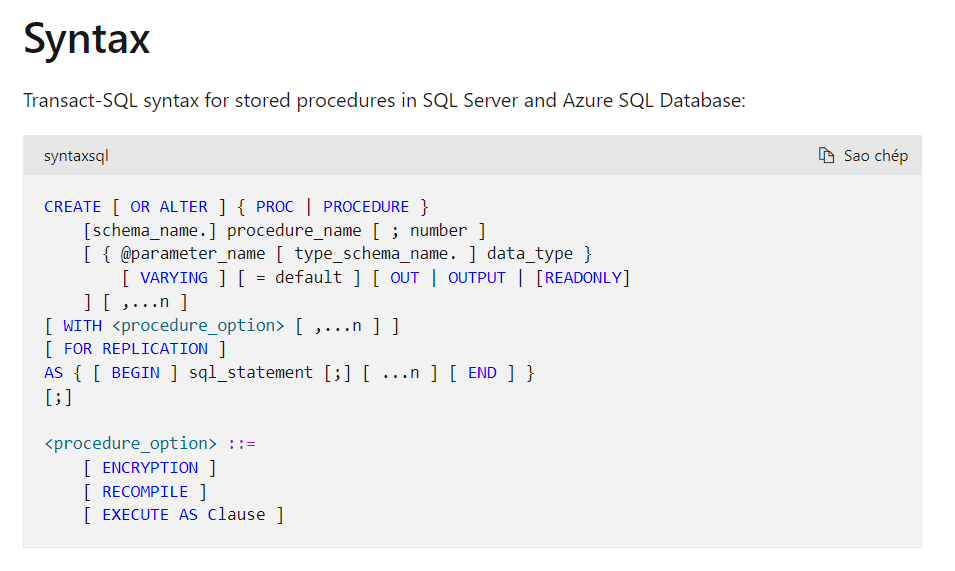 Syntax
Transact-SQL syntax for stored procedures in SQL Server and Azure SQL Database:
syntaxsql
Sao chép
CREATE [ OR ALTER ] { PROC | PROCEDURE }
    [schema_name.] procedure_name [ ; number ]
    [ { @parameter_name [ type_schema_name. ] data_type }
        [ VARYING ] [ = default ] [ OUT | OUTPUT | [READONLY]
    ] [ ,...n ]
[ WITH <procedure_option> [ ,...n ] ]
[ FOR REPLICATION ]
AS { [ BEGIN ] sql_statement [;] [ ...n ] [ END ] }
[;]
<procedure_option> ::=
    [ ENCRYPTION ]
    [ RECOMPILE ]
    [ EXECUTE AS Clause ]